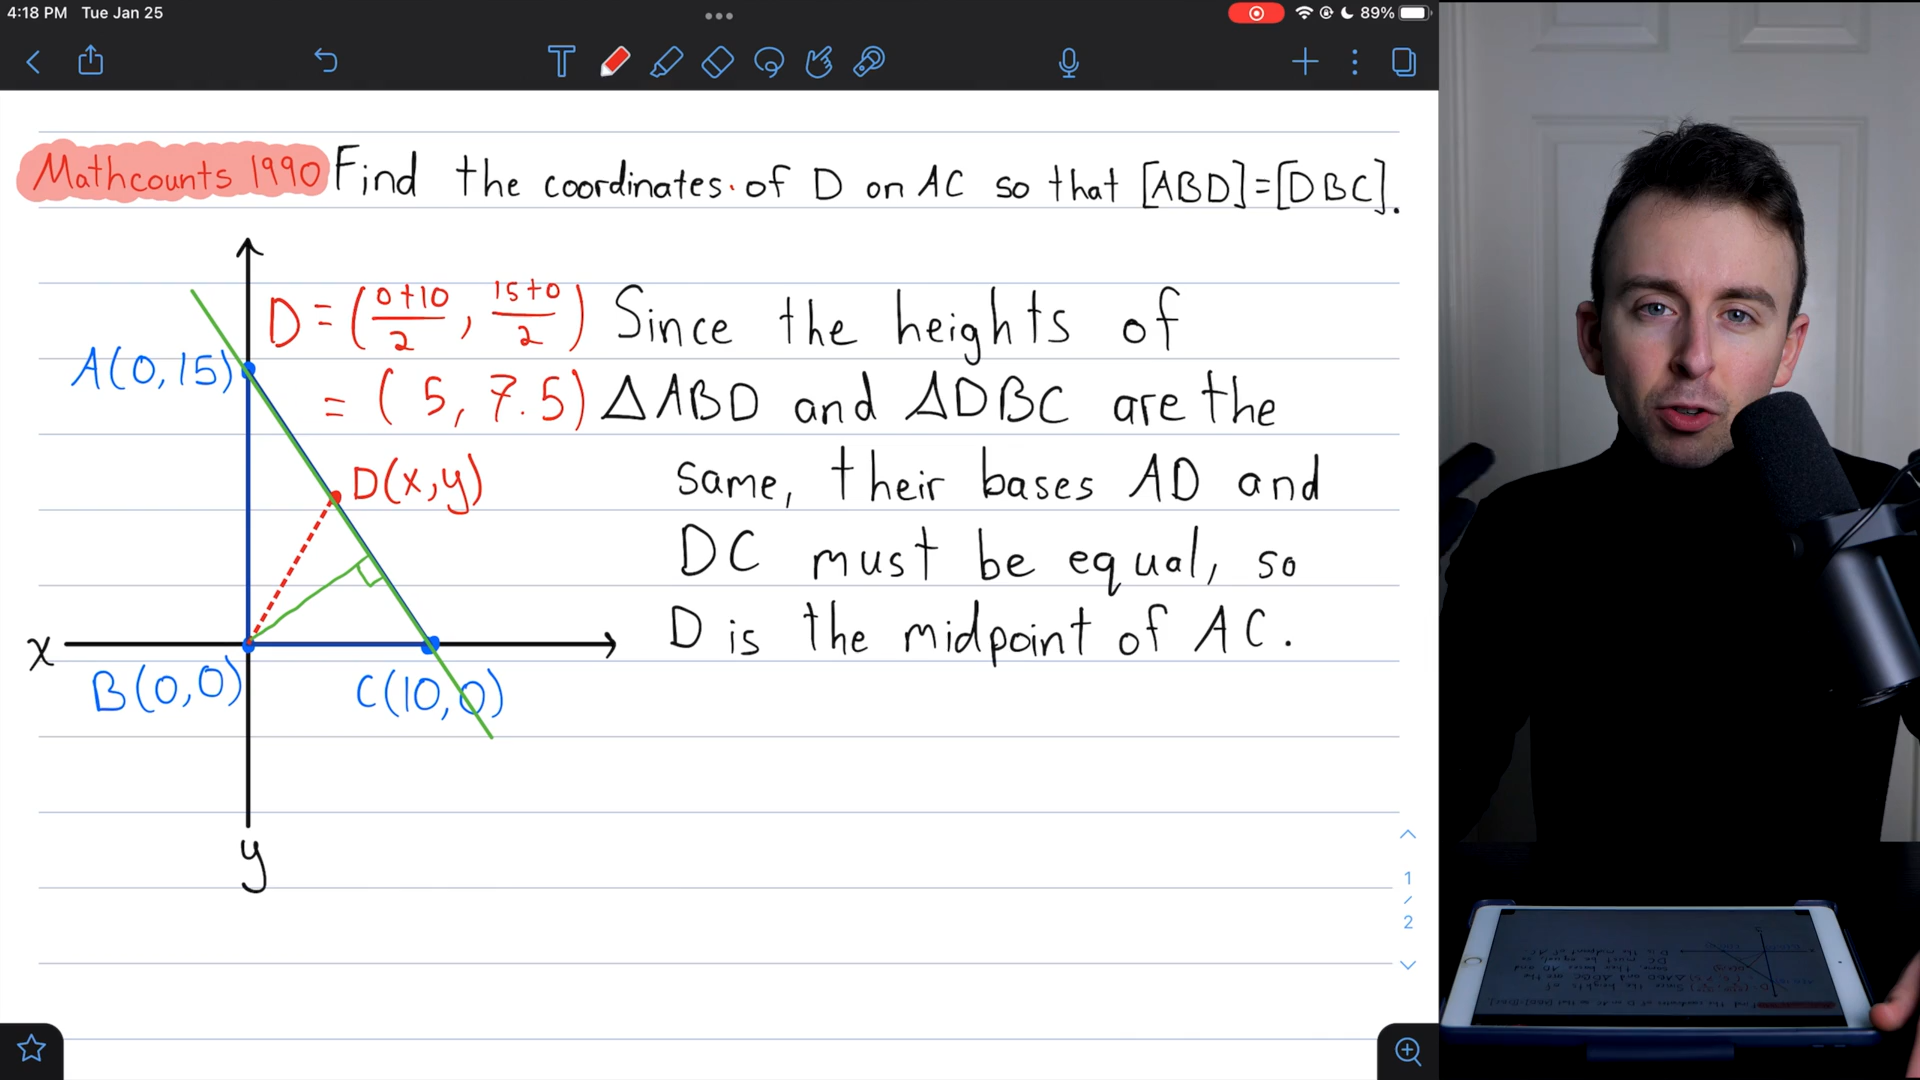 4:18 PM Tue Jan 25
89%
Mathcounts 1990 Find the coordinates of D on AC so that [ABD]=[DBC].
D = (0+10/2, 15+0/2)
= (5, 7.5)
A(0,15)
D(x,y)
B(0,0)
C(10,0)
x
y
Since the heights of
△ABD and △DBC are the
same, their bases AD and
DC must be equal, so
D is the midpoint of AC.
1
/
2